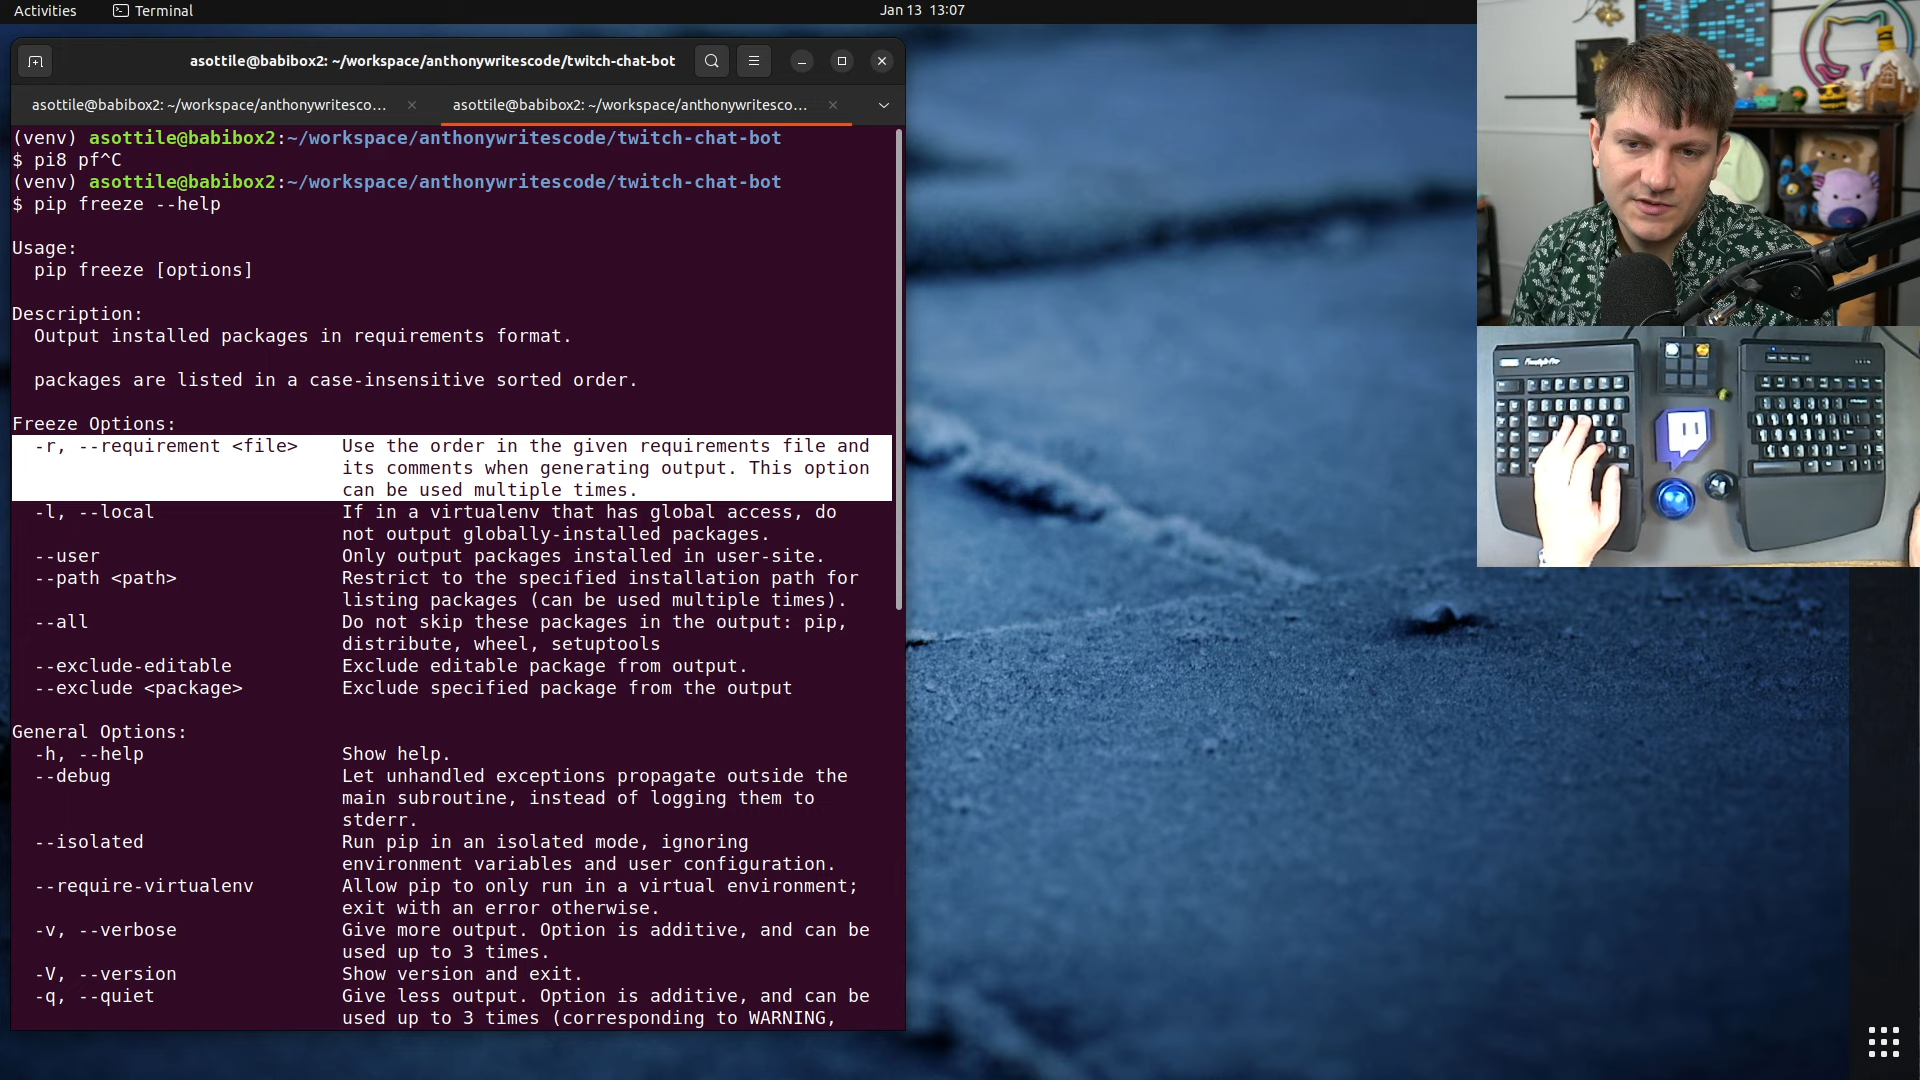 Activities
Terminal
Jan 13 13:07
asottile@babibox2: ~/workspace/anthonywritescode/twitch-chat-bot
asottile@babibox2: ~/workspace/anthonywritesco...
asottile@babibox2: ~/workspace/anthonywritesco...
(venv) asottile@babibox2:~/workspace/anthonywritescode/twitch-chat-bot
$ pi8 pf^C
(venv) asottile@babibox2:~/workspace/anthonywritescode/twitch-chat-bot
$ pip freeze --help
Usage:
pip freeze [options]
Description:
Output installed packages in requirements format.
packages are listed in a case-insensitive sorted order.
Freeze Options:
-r, --requirement <file> Use the order in the given requirements file and
its comments when generating output. This option
can be used multiple times.
-l, --local If in a virtualenv that has global access, do
not output globally-installed packages.
--user Only output packages installed in user-site.
--path <path> Restrict to the specified installation path for
listing packages (can be used multiple times).
--all Do not skip these packages in the output: pip,
distribute, wheel, setuptools
--exclude-editable Exclude editable package from output.
--exclude <package> Exclude specified package from the output
General Options:
-h, --help Show help.
--debug Let unhandled exceptions propagate outside the
main subroutine, instead of logging them to
stderr.
--isolated Run pip in an isolated mode, ignoring
environment variables and user configuration.
--require-virtualenv Allow pip to only run in a virtual environment;
exit with an error otherwise.
-v, --verbose Give more output. Option is additive, and can be
used up to 3 times.
-V, --version Show version and exit.
-q, --quiet Give less output. Option is additive, and can be
used up to 3 times (corresponding to WARNING,